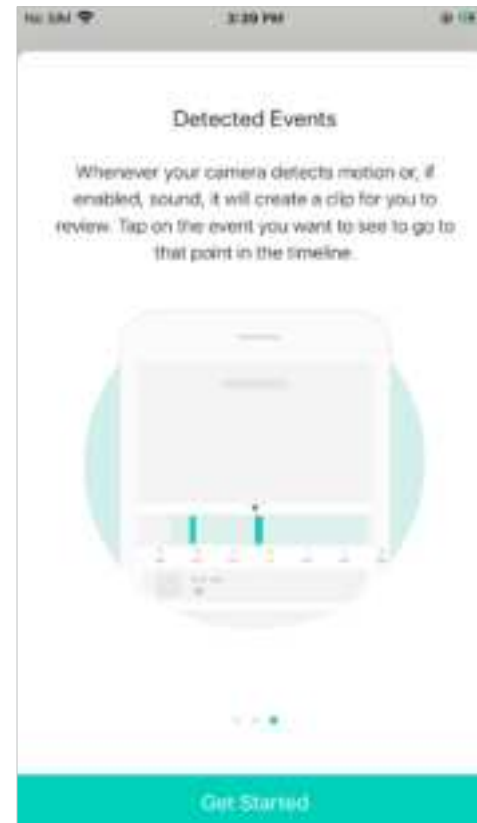 No SIM 3:39 PM
Detected Events
Whenever your camera detects motion or, if
enabled, sound, it will create a clip for you to
review. Tap on the event you want to see to go to
that point in the timeline.
Get Started